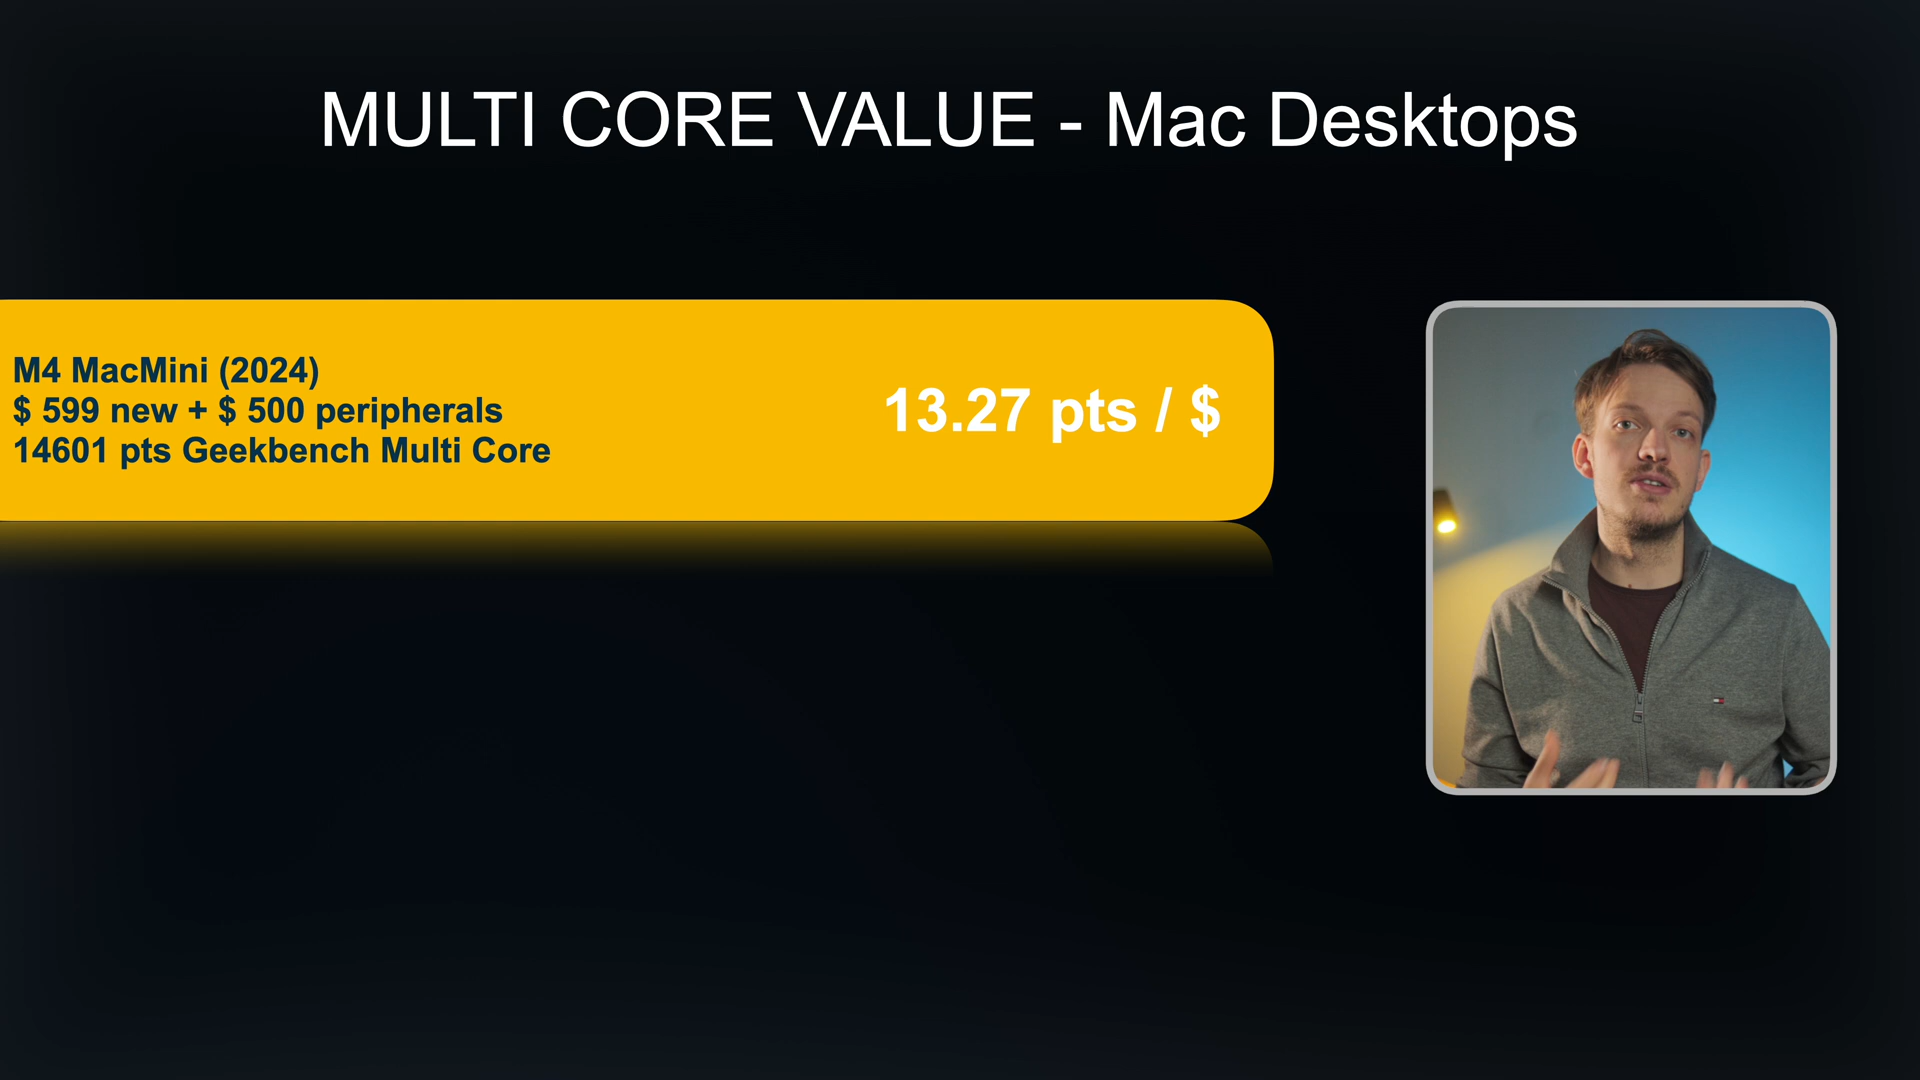 MULTI CORE VALUE - Mac Desktops
M4 MacMini (2024)
$ 599 new + $ 500 peripherals
14601 pts Geekbench Multi Core
13.27 pts / $